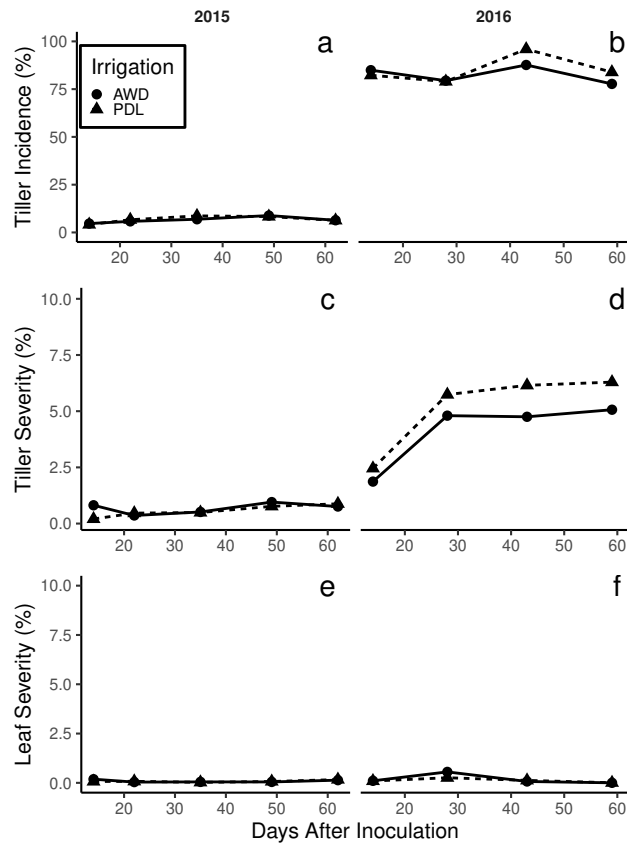 2015
2016
a
b
Irrigation
AWD
PDL
Tiller Incidence (%)
100
75
50
25
0
20 30 40 50 60
20 30 40 50 60
c
d
Tiller Severity (%)
10.0
7.5
5.0
2.5
0.0
20 30 40 50 60
20 30 40 50 60
e
f
Leaf Severity (%)
10.0
7.5
5.0
2.5
0.0
20 30 40 50 60
20 30 40 50 60
Days After Inoculation